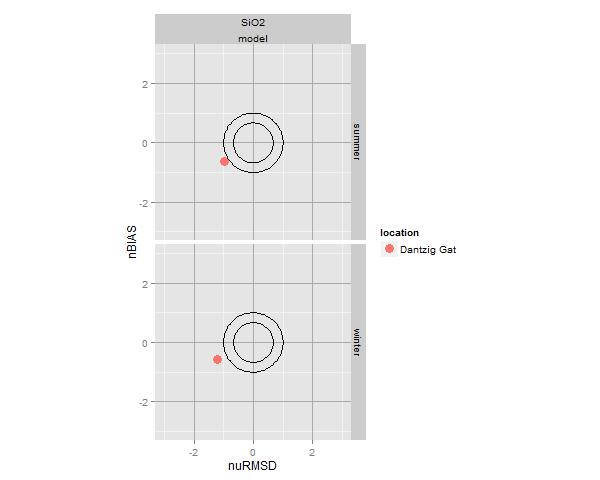 SiO2
model
2
0
-2
summer
nBIAS
location
Dantzig Gat
2
0
-2
winter
-2
0
2
nuRMSD